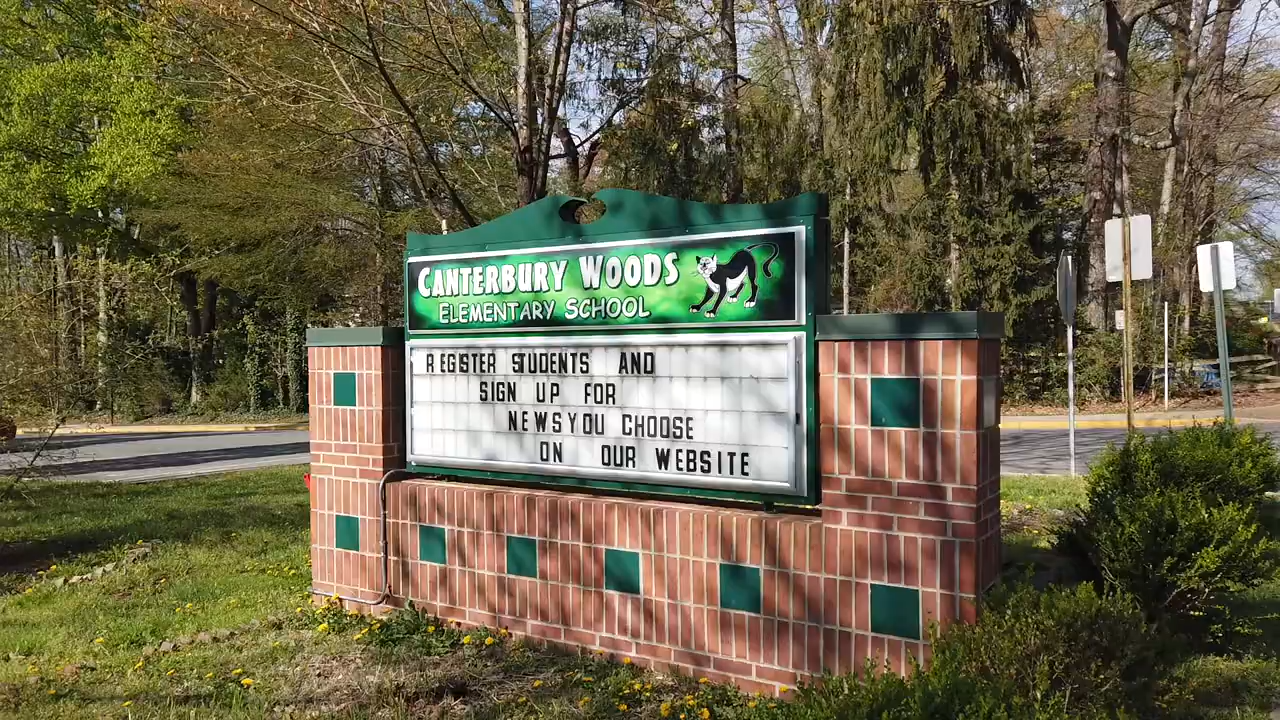 CANTERBURY WOODS
ELEMENTARY SCHOOL
REGISTER STUDENTS AND
SIGN UP FOR
NEWSYOU CHOOSE
ON OUR WEBSITE